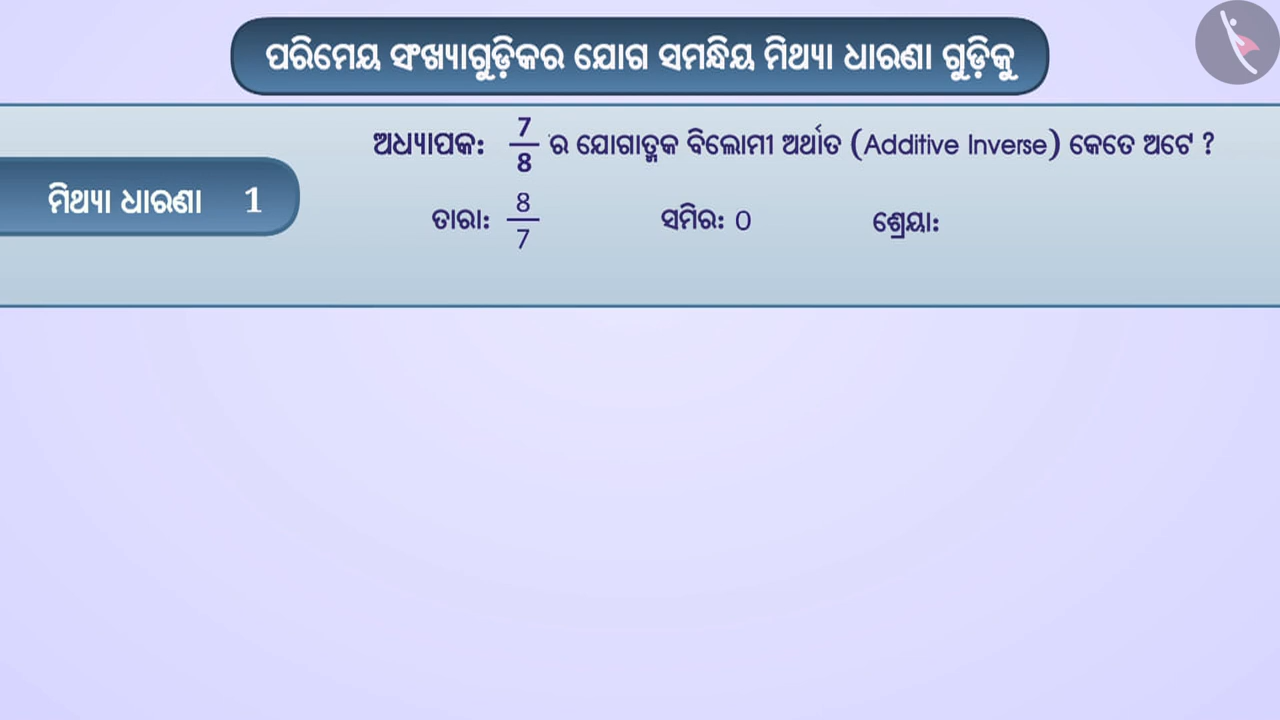 ପରିମେୟ ସଂଖ୍ୟାଗୁଡ଼ିକର ଯୋଗ ସମନ୍ଧିୟ ମିଥ୍ୟା ଧାରଣା ଗୁଡ଼ିକୁ
ଅଧ୍ୟାପକ: 7/8 'ର ଯୋଗାତ୍ମକ ବିଲୋମୀ ଅର୍ଥାତ (Additive Inverse) କେତେ ଅଟେ ?
ମିଥ୍ୟା ଧାରଣା 1
ତାରା: 8/7 ସମିର: 0 ଶ୍ରେୟା: